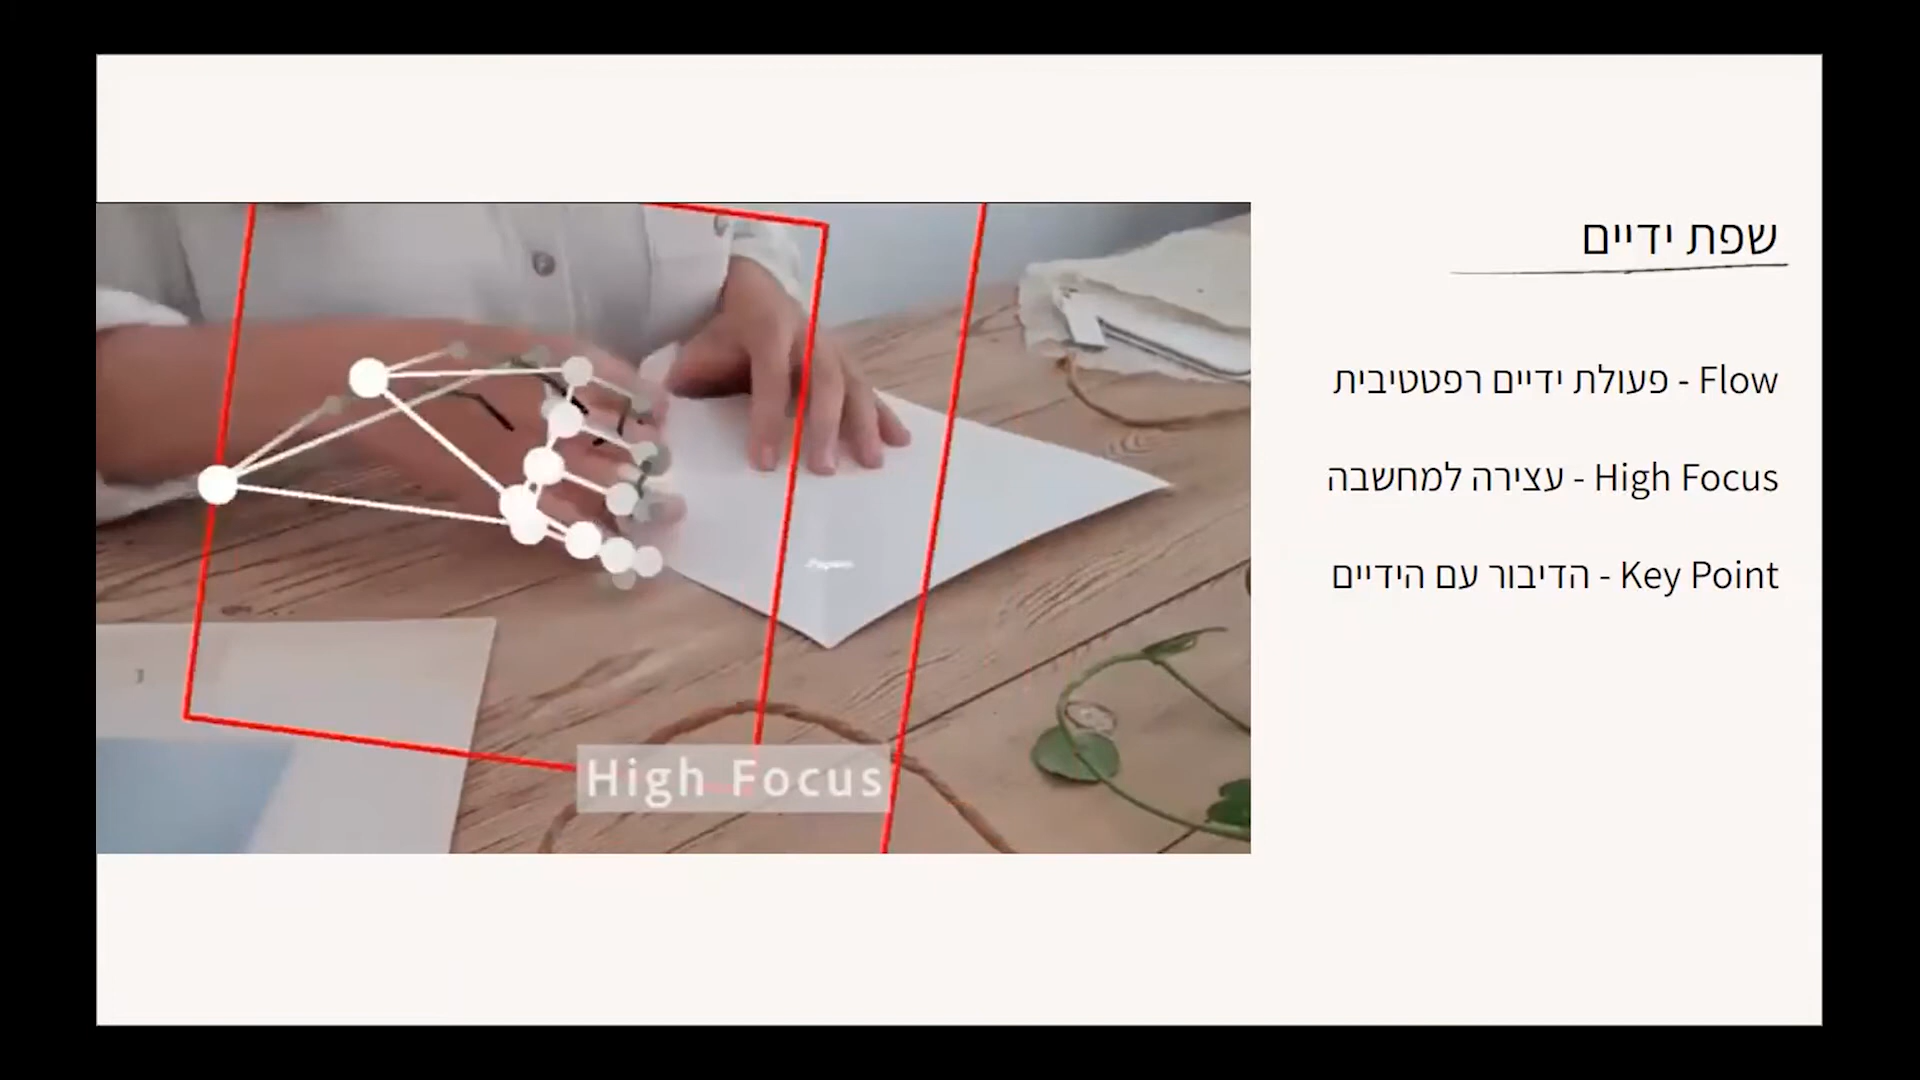 שפת ידיים
Flow - פעולת ידיים רפטטיבית
High Focus - עצירה למחשבה
Key Point - הדיבור עם הידיים
High Focus